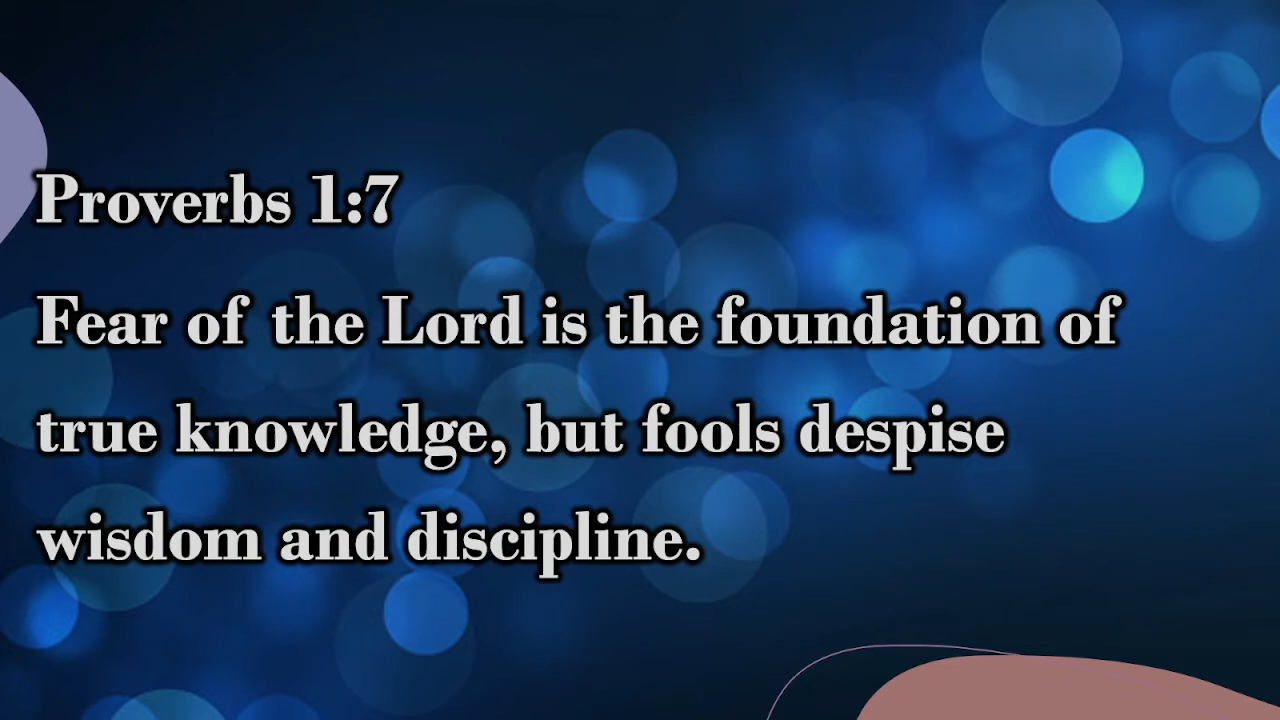 Proverbs 1:7
Fear of the Lord is the foundation of
true knowledge, but fools despise
wisdom and discipline.